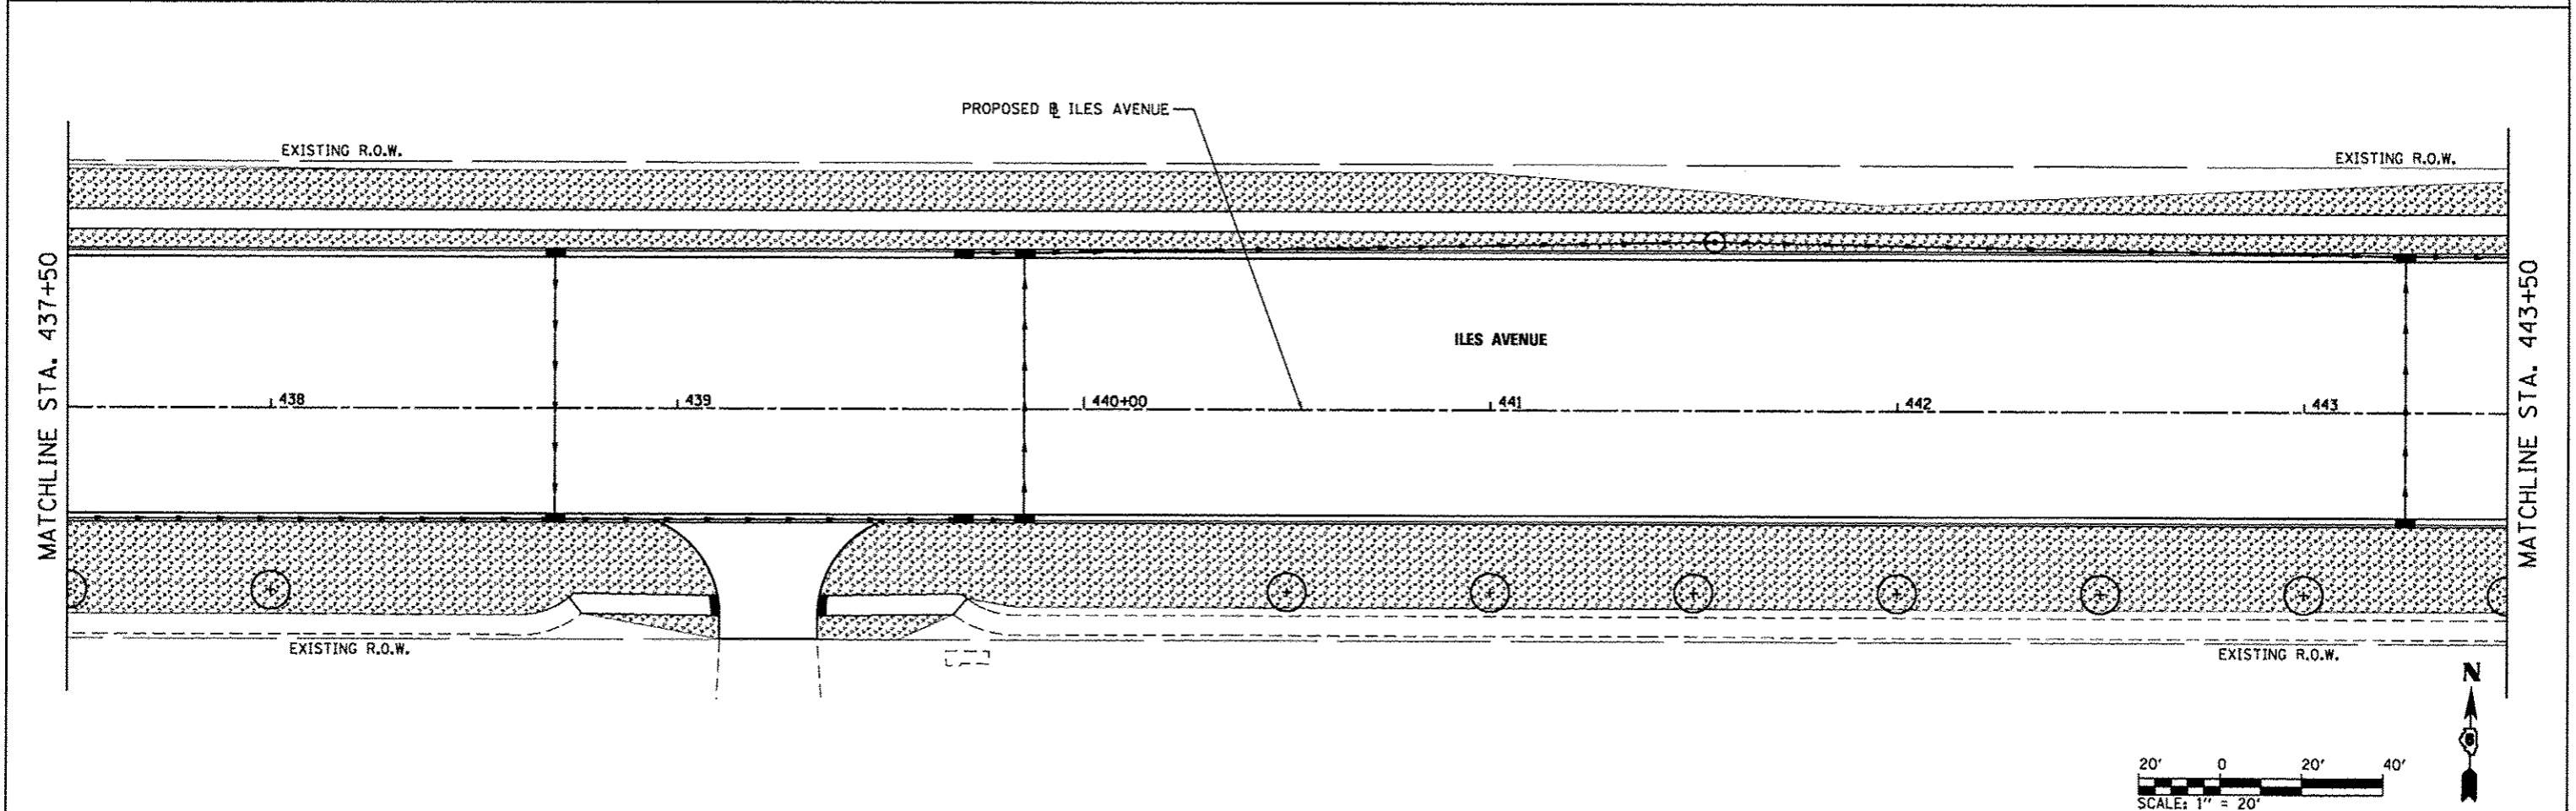 PROPOSED ⅊ ILES AVENUE
EXISTING R.O.W.
EXISTING R.O.W.
MATCHLINE STA. 437+50
MATCHLINE STA. 443+50
ILES AVENUE
438
439
440+00
441
442
443
EXISTING R.O.W.
EXISTING R.O.W.
N
20' 0 20' 40'
SCALE: 1" = 20'